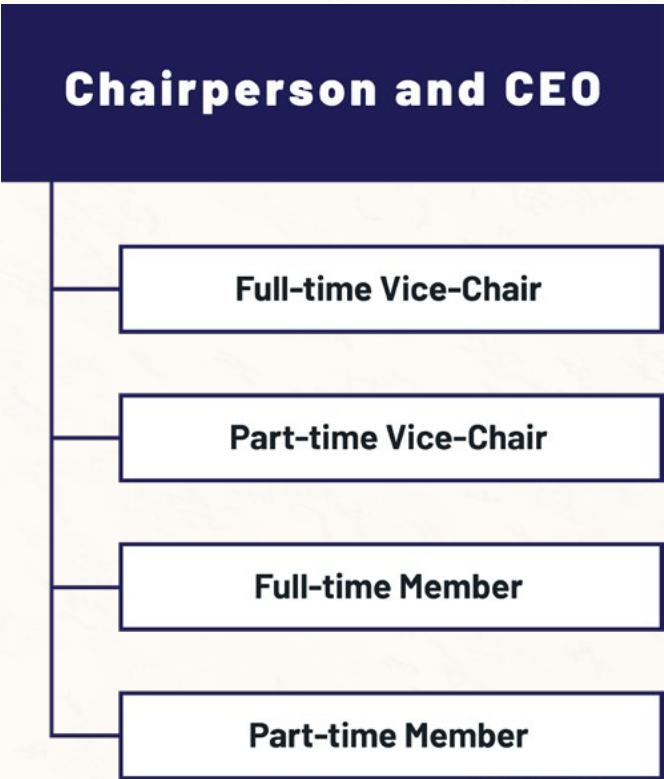 Chairperson and CEO
Full-time Vice-Chair
Part-time Vice-Chair
Full-time Member
Part-time Member